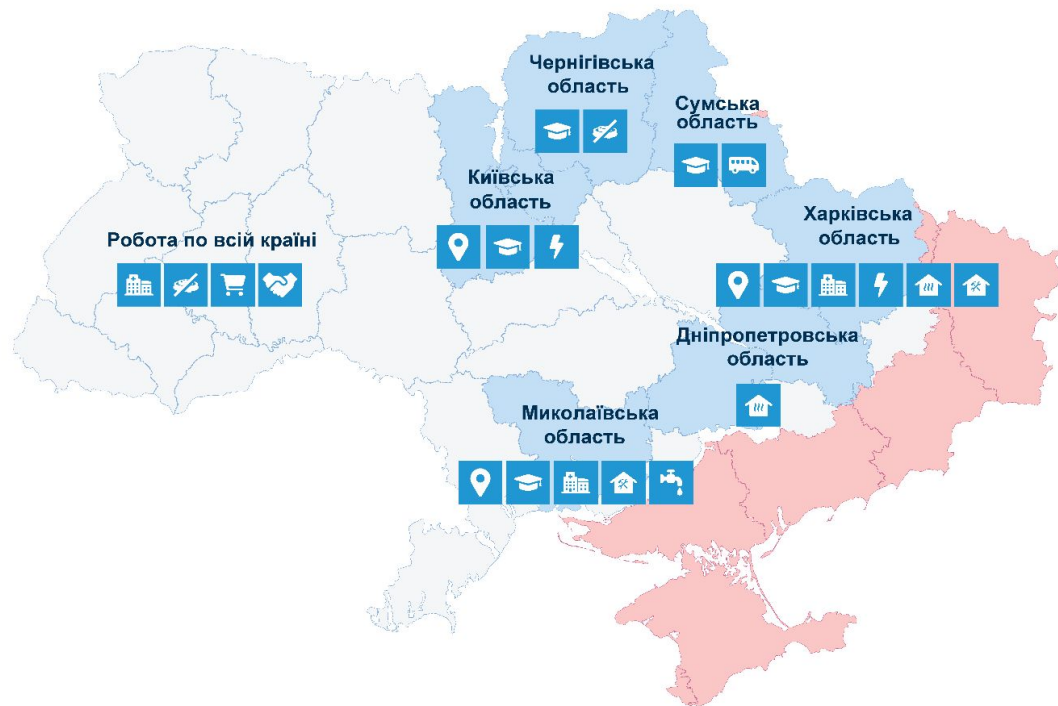 Чернігівська
область
Сумська
область
Київська
область
Харківська
область
Робота по всій країні
Дніпропетровська
область
Миколаївська
область